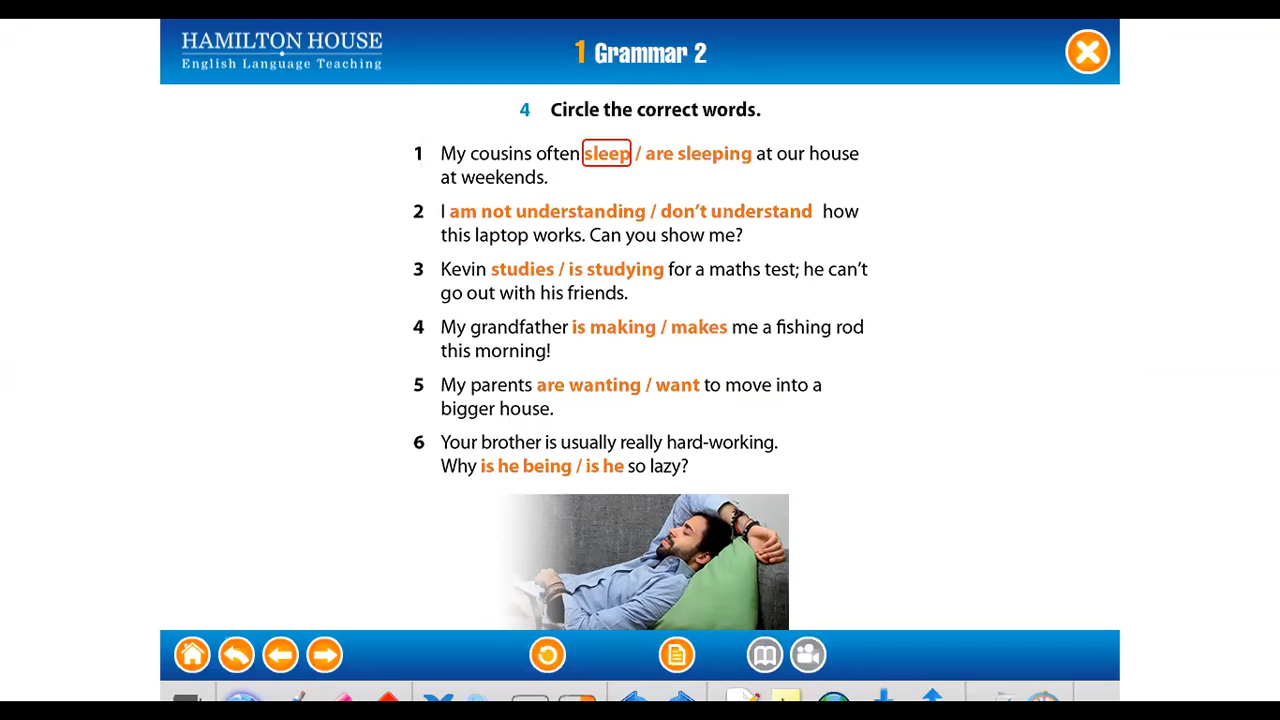 HAMILTON HOUSE
English Language Teaching
1 Grammar 2
4 Circle the correct words.
1 My cousins often sleep / are sleeping at our house
at weekends.
2 I am not understanding / don't understand how
this laptop works. Can you show me?
3 Kevin studies / is studying for a maths test; he can't
go out with his friends.
4 My grandfather is making / makes me a fishing rod
this morning!
5 My parents are wanting / want to move into a
bigger house.
6 Your brother is usually really hard-working.
Why is he being / is he so lazy?